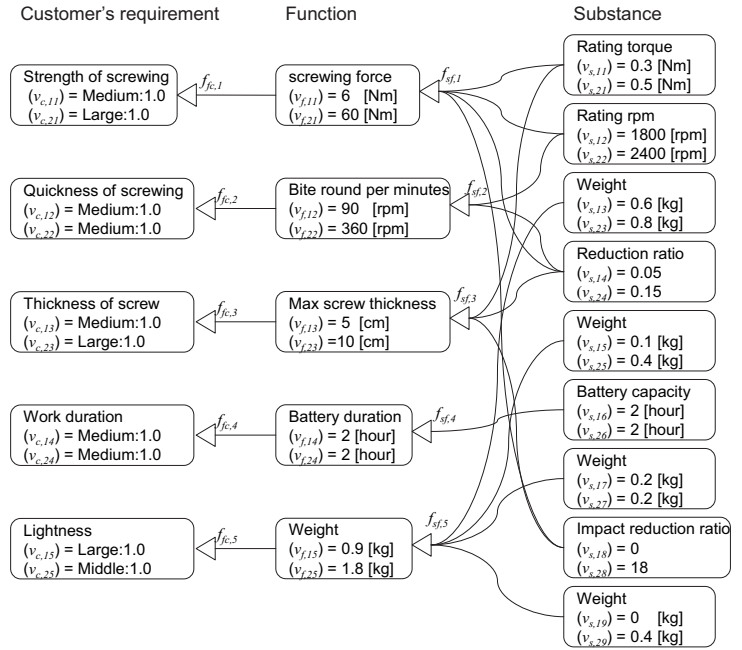 Customer's requirement
Function
Substance
Strength of screwing
(v_c,11) = Medium:1.0
(v_c,21) = Large:1.0
f_fc,1
screwing force
(v_f,11) = 6 [Nm]
(v_f,21) = 60 [Nm]
f_sf,1
Quickness of screwing
(v_c,12) = Medium:1.0
(v_c,22) = Medium:1.0
f_fc,2
Bite round per minutes
(v_f,12) = 90 [rpm]
(v_f,22) = 360 [rpm]
f_sf,2
Thickness of screw
(v_c,13) = Medium:1.0
(v_c,23) = Large:1.0
f_fc,3
Max screw thickness
(v_f,13) = 5 [cm]
(v_f,23) =10 [cm]
f_sf,3
Work duration
(v_c,14) = Medium:1.0
(v_c,24) = Medium:1.0
f_fc,4
Battery duration
(v_f,14) = 2 [hour]
(v_f,24) = 2 [hour]
f_sf,4
Lightness
(v_c,15) = Large:1.0
(v_c,25) = Middle:1.0
f_fc,5
Weight
(v_f,15) = 0.9 [kg]
(v_f,25) = 1.8 [kg]
f_sf,5
Rating torque
(v_s,11) = 0.3 [Nm]
(v_s,21) = 0.5 [Nm]
Rating rpm
(v_s,12) = 1800 [rpm]
(v_s,22) = 2400 [rpm]
Weight
(v_s,13) = 0.6 [kg]
(v_s,23) = 0.8 [kg]
Reduction ratio
(v_s,14) = 0.05
(v_s,24) = 0.15
Weight
(v_s,15) = 0.1 [kg]
(v_s,25) = 0.4 [kg]
Battery capacity
(v_s,16) = 2 [hour]
(v_s,26) = 2 [hour]
Weight
(v_s,17) = 0.2 [kg]
(v_s,27) = 0.2 [kg]
Impact reduction ratio
(v_s,18) = 0
(v_s,28) = 18
Weight
(v_s,19) = 0 [kg]
(v_s,29) = 0.4 [kg]